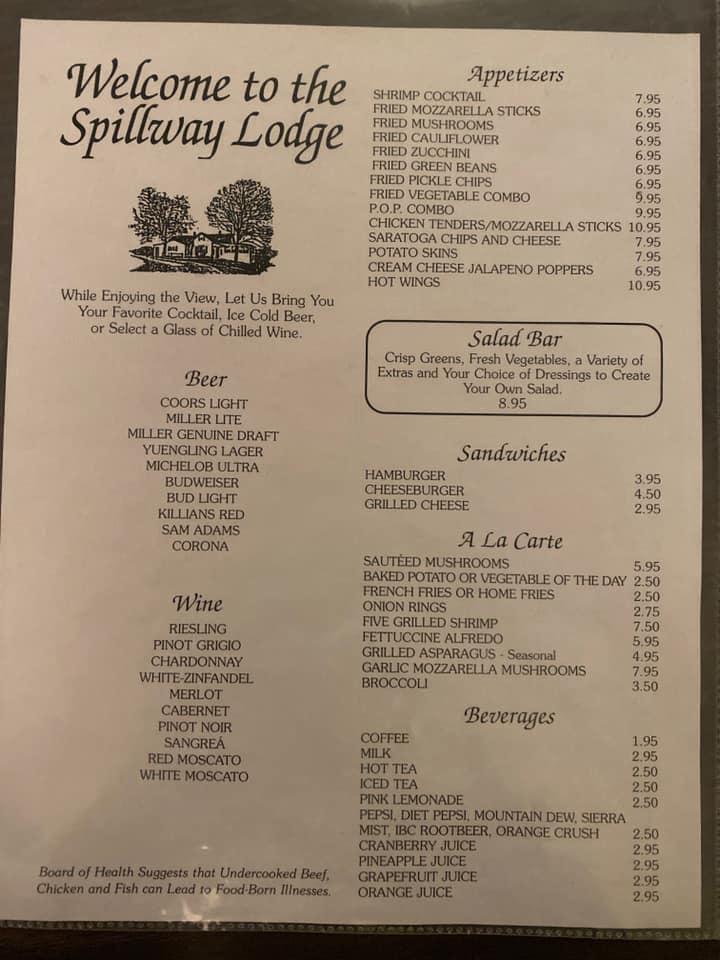 Welcome to the
Spillway Lodge
While Enjoying the View, Let Us Bring You
Your Favorite Cocktail, Ice Cold Beer,
or Select a Glass of Chilled Wine.
Beer
COORS LIGHT
MILLER LITE
MILLER GENUINE DRAFT
YUENGLING LAGER
MICHELOB ULTRA
BUDWEISER
BUD LIGHT
KILLIANS RED
SAM ADAMS
CORONA
Wine
RIESLING
PINOT GRIGIO
CHARDONNAY
WHITE-ZINFANDEL
MERLOT
CABERNET
PINOT NOIR
SANGREÁ
RED MOSCATO
WHITE MOSCATO
Board of Health Suggests that Undercooked Beef,
Chicken and Fish can Lead to Food-Born Illnesses.
Appetizers
SHRIMP COCKTAIL 7.95
FRIED MOZZARELLA STICKS 6.95
FRIED MUSHROOMS 6.95
FRIED CAULIFLOWER 6.95
FRIED ZUCCHINI 6.95
FRIED GREEN BEANS 6.95
FRIED PICKLE CHIPS 6.95
FRIED VEGETABLE COMBO 9.95
P.O.P. COMBO 9.95
CHICKEN TENDERS/MOZZARELLA STICKS 10.95
SARATOGA CHIPS AND CHEESE 7.95
POTATO SKINS 7.95
CREAM CHEESE JALAPENO POPPERS 6.95
HOT WINGS 10.95
Salad Bar
Crisp Greens, Fresh Vegetables, a Variety of
Extras and Your Choice of Dressings to Create
Your Own Salad.
8.95
Sandwiches
HAMBURGER 3.95
CHEESEBURGER 4.50
GRILLED CHEESE 2.95
A La Carte
SAUTÉED MUSHROOMS 5.95
BAKED POTATO OR VEGETABLE OF THE DAY 2.50
FRENCH FRIES OR HOME FRIES 2.50
ONION RINGS 2.75
FIVE GRILLED SHRIMP 7.50
FETTUCCINE ALFREDO 5.95
GRILLED ASPARAGUS - Seasonal 4.95
GARLIC MOZZARELLA MUSHROOMS 7.95
BROCCOLI 3.50
Beverages
COFFEE 1.95
MILK 2.95
HOT TEA 2.50
ICED TEA 2.50
PINK LEMONADE 2.50
PEPSI, DIET PEPSI, MOUNTAIN DEW, SIERRA
MIST, IBC ROOTBEER, ORANGE CRUSH 2.50
CRANBERRY JUICE 2.95
PINEAPPLE JUICE 2.95
GRAPEFRUIT JUICE 2.95
ORANGE JUICE 2.95